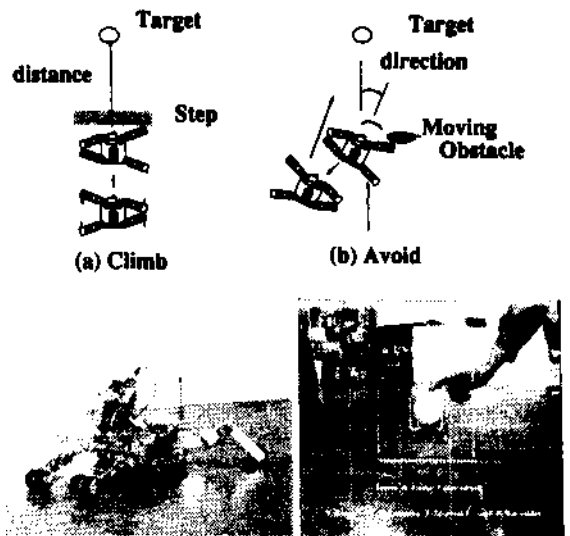 Target
distance
Step
(a) Climb
Target
direction
Moving
Obstacle
(b) Avoid